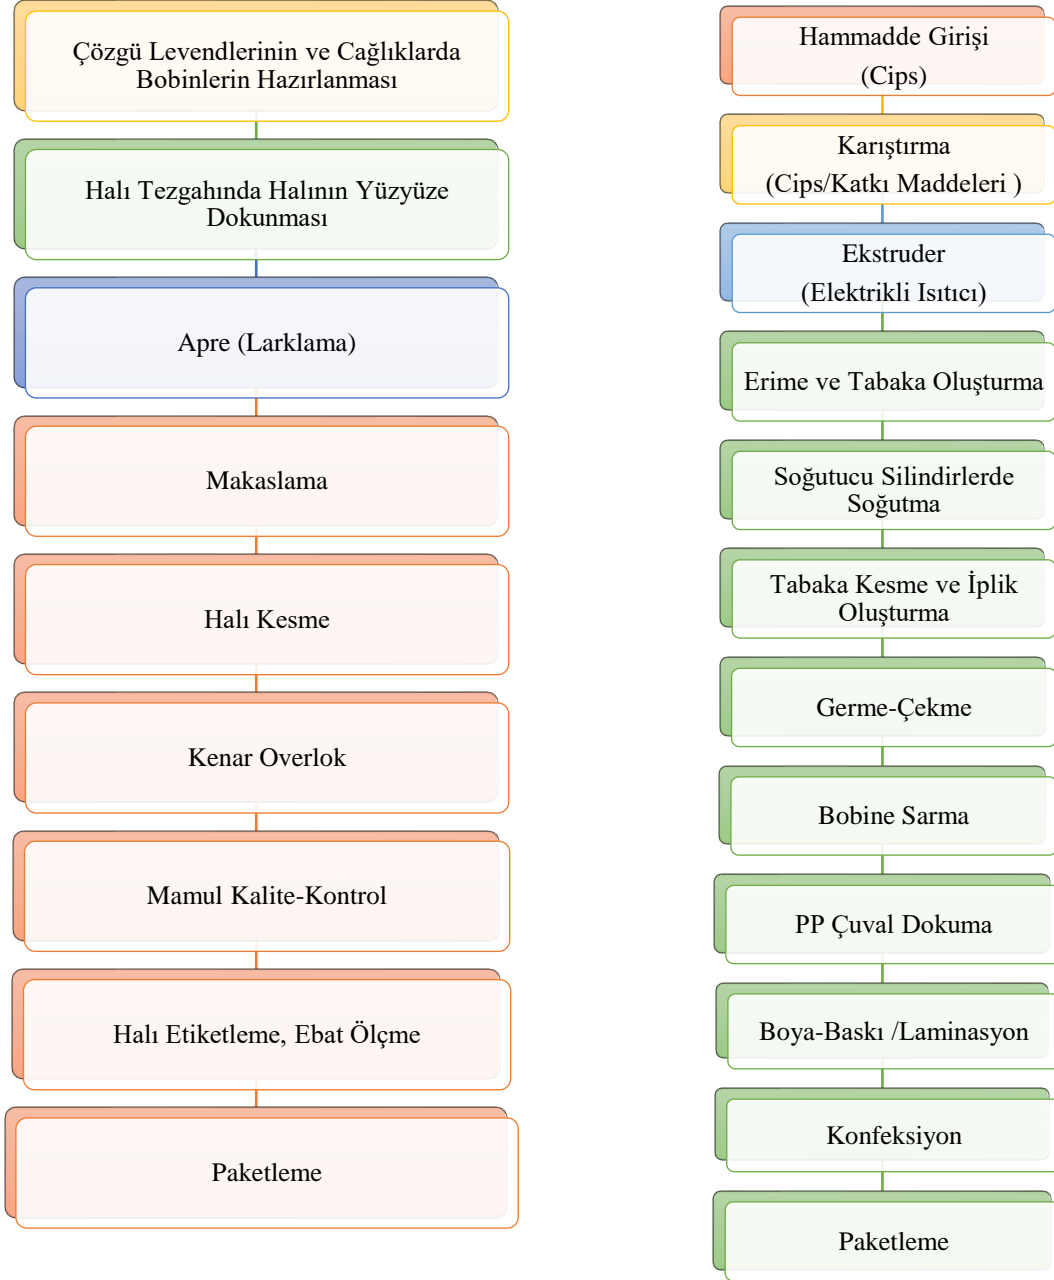 Çözgü Levendlerinin ve Cağlıklarda
Bobinlerin Hazırlanması
Halı Tezgahında Halının Yüzyüze
Dokunması
Apre (Larklama)
Makaslama
Halı Kesme
Kenar Overlok
Mamul Kalite-Kontrol
Halı Etiketleme, Ebat Ölçme
Paketleme
Hammadde Girişi
(Cips)
Karıştırma
(Cips/Katkı Maddeleri )
Ekstruder
(Elektrikli Isıtıcı)
Erime ve Tabaka Oluşturma
Soğutucu Silindirlerde
Soğutma
Tabaka Kesme ve İplik
Oluşturma
Germe-Çekme
Bobine Sarma
PP Çuval Dokuma
Boya-Baskı /Laminasyon
Konfeksiyon
Paketleme